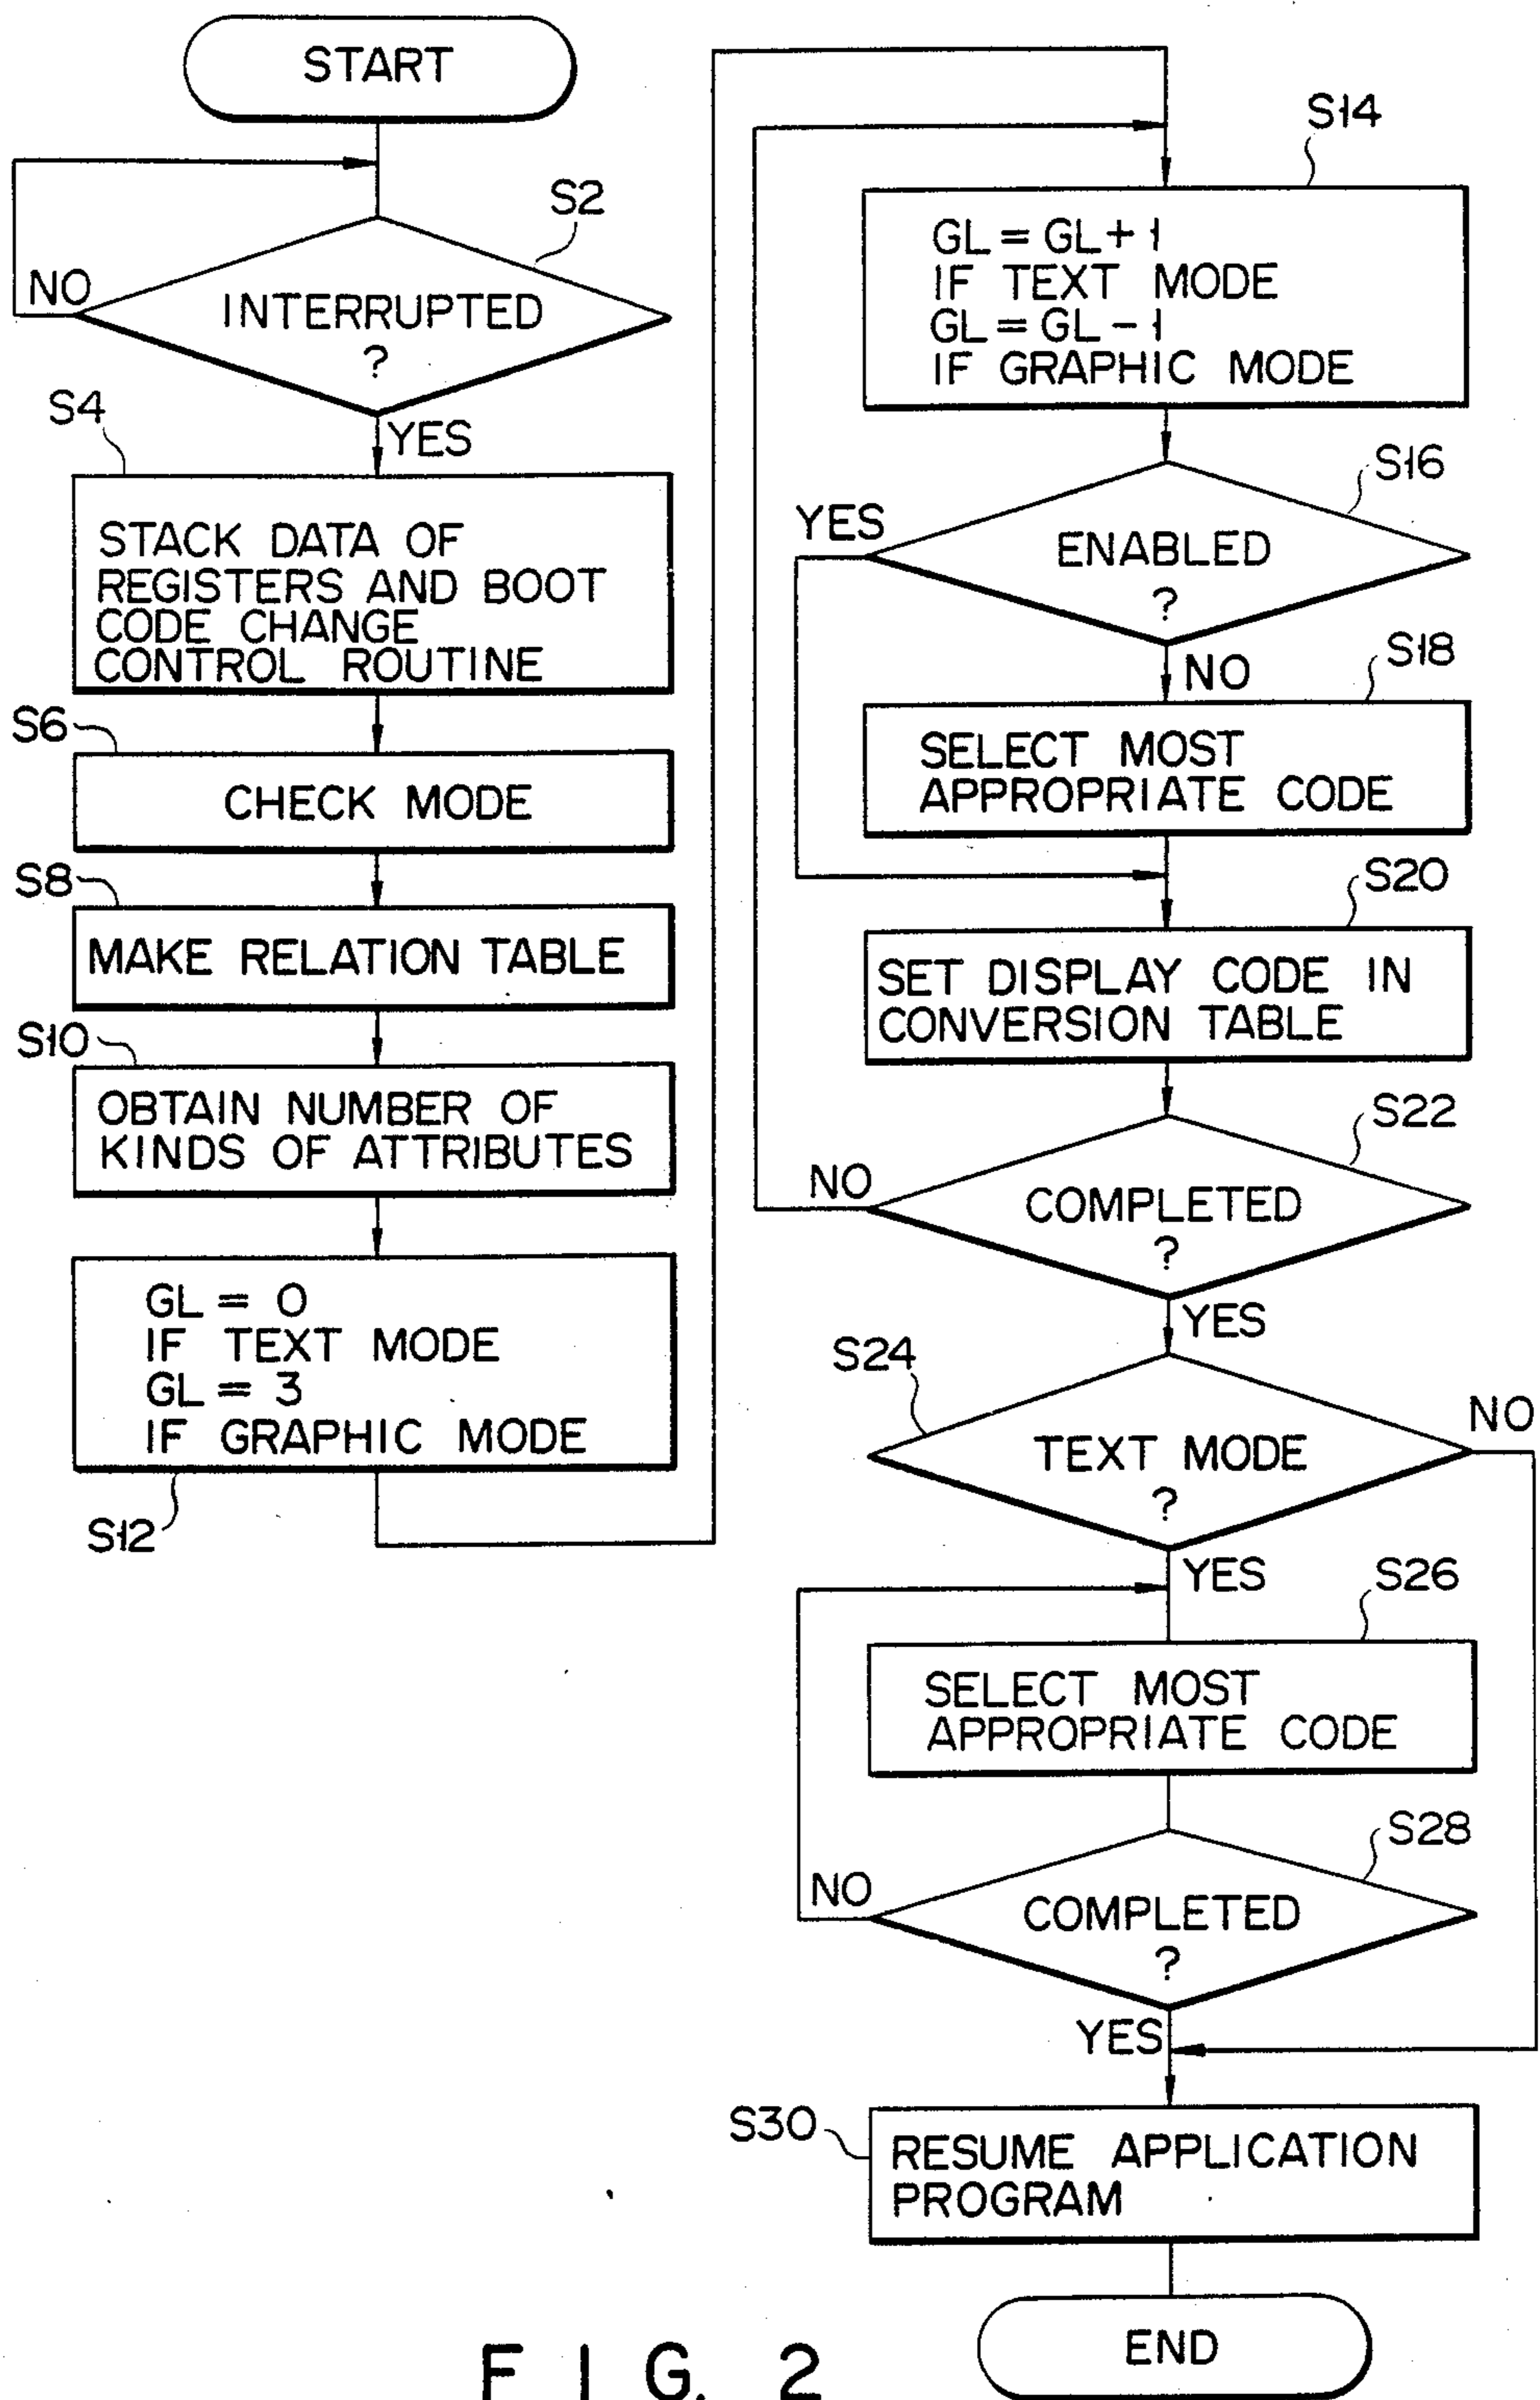 START
S2
NO
INTERRUPTED
?
YES
S4
STACK DATA OF
REGISTERS AND BOOT
CODE CHANGE
CONTROL ROUTINE
S6
CHECK MODE
S8
MAKE RELATION TABLE
S10
OBTAIN NUMBER OF
KINDS OF ATTRIBUTES
GL = 0
IF TEXT MODE
GL = 3
IF GRAPHIC MODE
S12
S14
GL = GL + 1
IF TEXT MODE
GL = GL - 1
IF GRAPHIC MODE
S16
YES
ENABLED
?
NO
S18
SELECT MOST
APPROPRIATE CODE
S20
SET DISPLAY CODE IN
CONVERSION TABLE
S22
NO
COMPLETED
?
YES
S24
NO
TEXT MODE
?
YES
S26
SELECT MOST
APPROPRIATE CODE
S28
NO
COMPLETED
?
YES
S30
RESUME APPLICATION
PROGRAM
END
FIG. 2